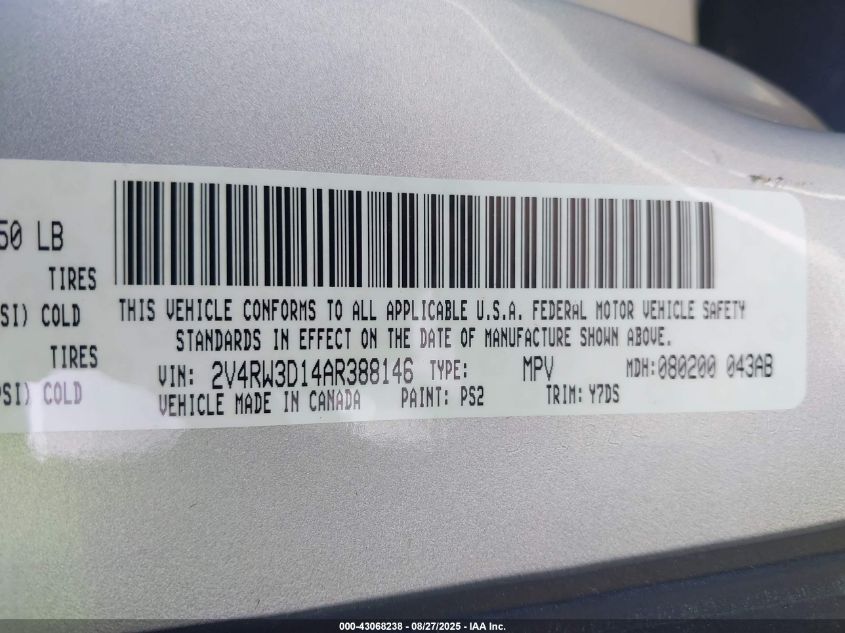 50 LB
TIRES
SI) COLD
TIRES
PSI) COLD
THIS VEHICLE CONFORMS TO ALL APPLICABLE U.S.A. FEDERAL MOTOR VEHICLE SAFETY
STANDARDS IN EFFECT ON THE DATE OF MANUFACTURE SHOWN ABOVE.
VIN: 2V4RW3D14AR388146 TYPE: MPV MDH: 080200 043AB
VEHICLE MADE IN CANADA PAINT: PS2 TRIM: Y7DS
000-43068238 - 08/27/2025 - IAA Inc.